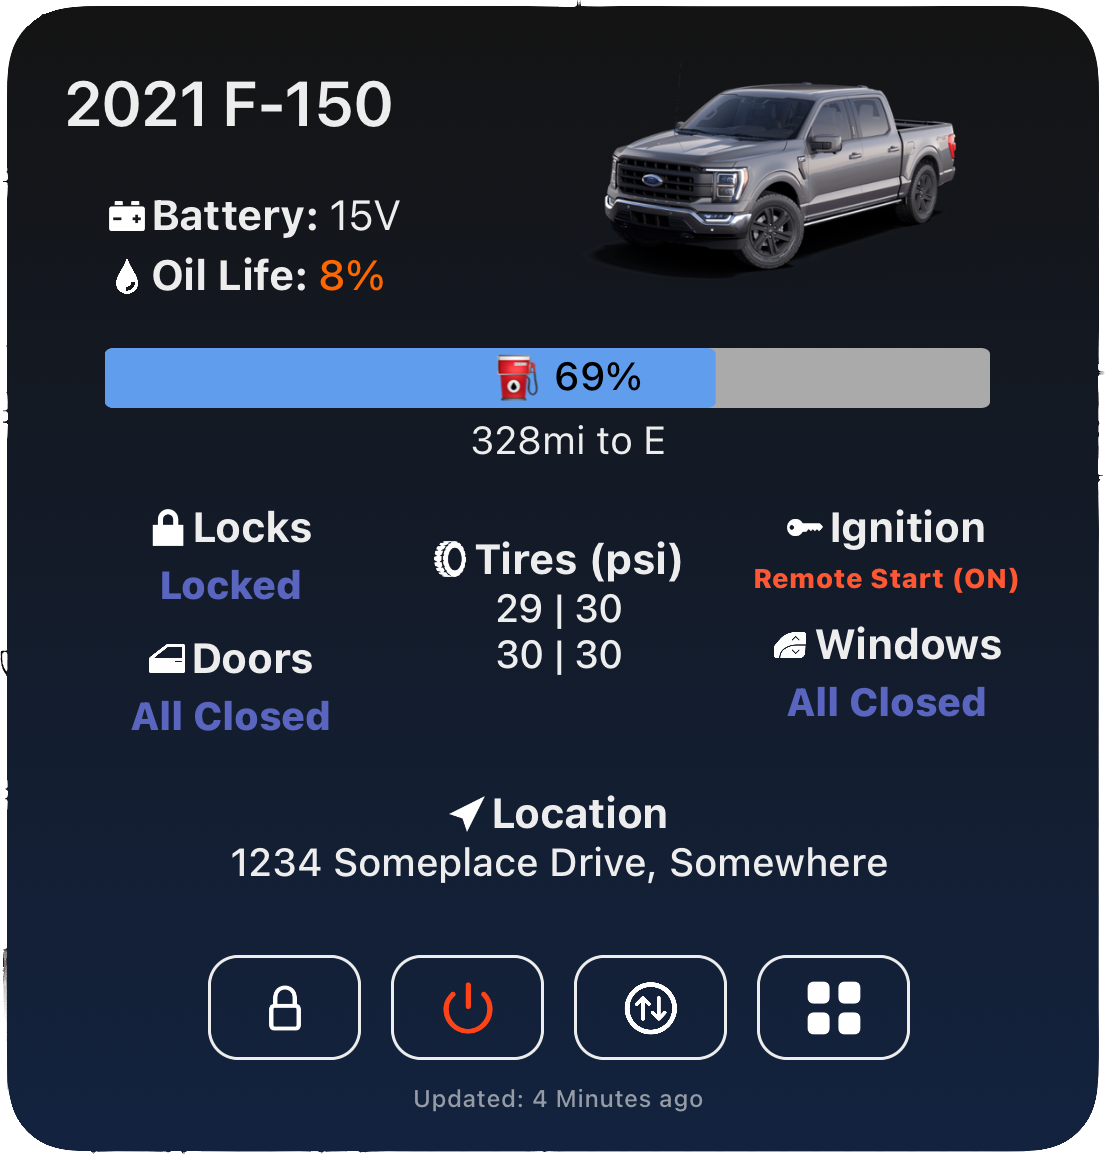 2021 F-150
Battery: 15V
Oil Life: 8%
69%
328mi to E
Locks
Locked
Doors
All Closed
Tires (psi)
29 | 30
30 | 30
Ignition
Remote Start (ON)
Windows
All Closed
Location
1234 Someplace Drive, Somewhere
Updated: 4 Minutes ago